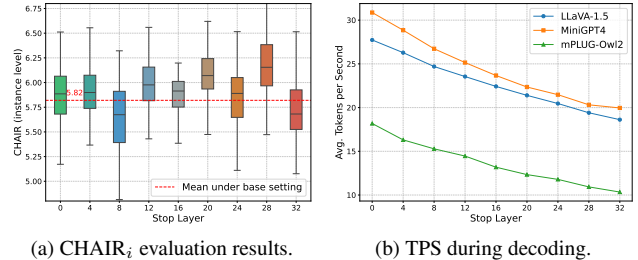 CHAIR (instance level)
6.75
6.50
6.25
6.00
5.75
5.50
5.25
5.00
5.82
Mean under base setting
0 4 8 12 16 20 24 28 32
Stop Layer
(a) CHAIRi evaluation results.
Avg. Tokens per Second
30
25
20
15
10
LLaVA-1.5
MiniGPT4
mPLUG-Owl2
0 4 8 12 16 20 24 28 32
Stop Layer
(b) TPS during decoding.